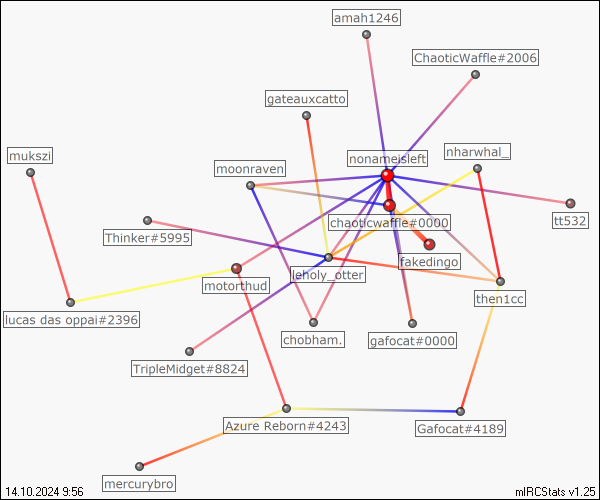 amah1246
ChaoticWaffle#2006
gateauxcatto
mukszi
nonameisleft
nharwhal_
moonraven
Thinker#5995
chaoticwaffle#0000
tt532
fakedingo
leholy_otter
motorthud
then1cc
lucas das oppai#2396
chobham.
gafocat#0000
TripleMidget#8824
Azure Reborn#4243
Gafocat#4189
mercurybro
14.10.2024 9:56
mIRCStats v1.25